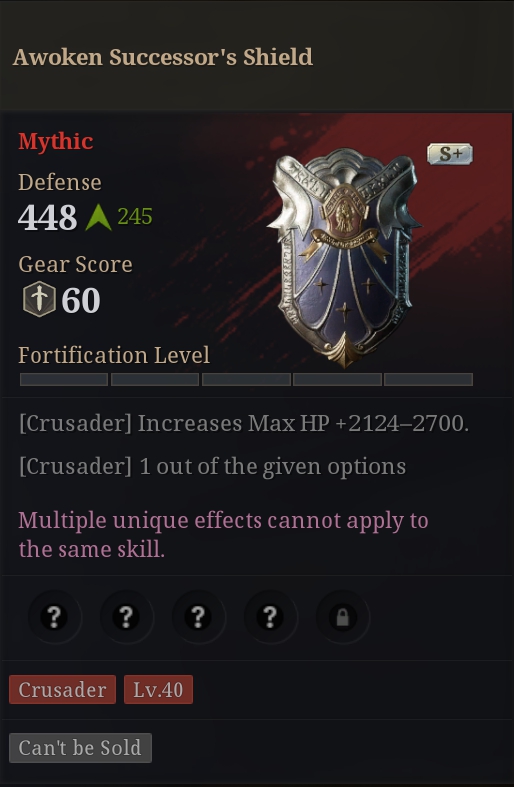 Awoken Successor's Shield
Mythic
S+
Defense
448 245
Gear Score
60
Fortification Level
[Crusader] Increases Max HP +2124–2700.
[Crusader] 1 out of the given options
Multiple unique effects cannot apply to
the same skill.
? ? ? ?
Crusader Lv.40
Can't be Sold